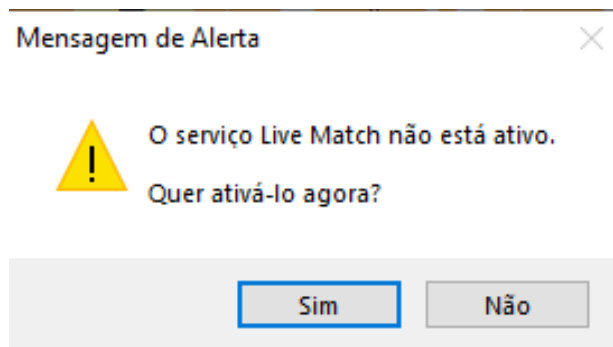 Mensagem de Alerta
O serviço Live Match não está ativo.
Quer ativá-lo agora?
Sim
Não